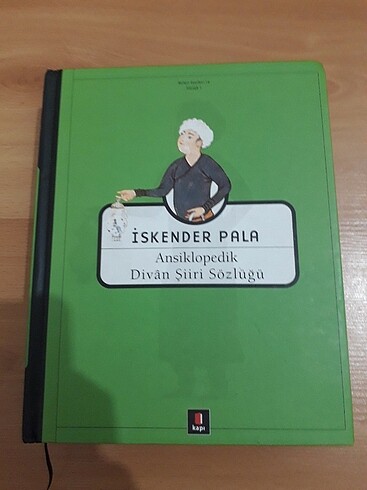 İSKENDER PALA
Ansiklopedik
Divân Şiiri Sözlüğü
kapı